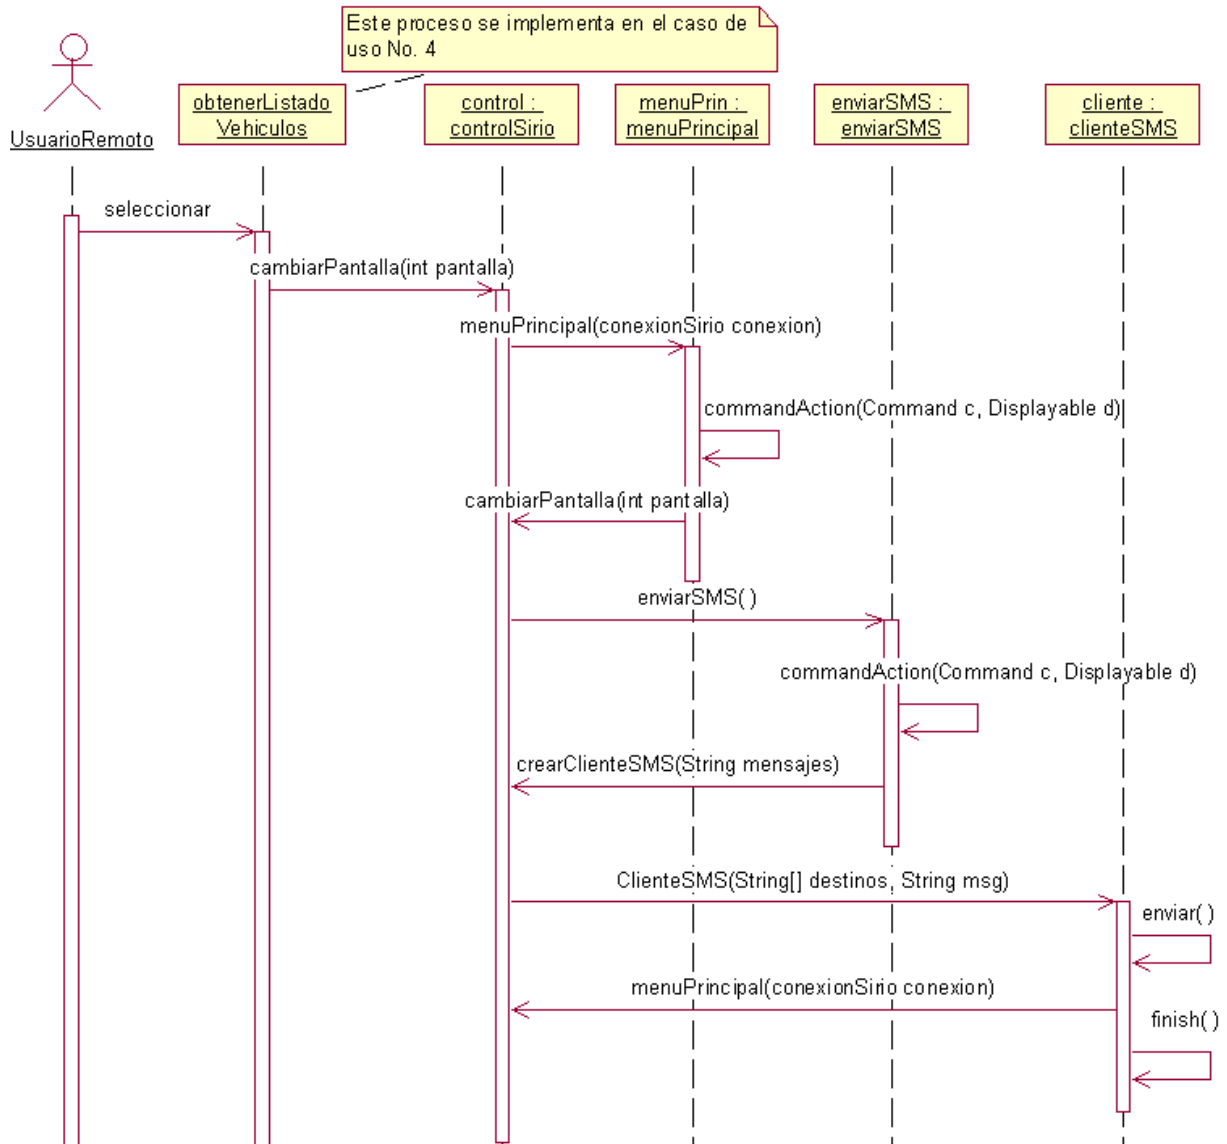 Este proceso se implementa en el caso de
uso No. 4
UsuarioRemoto
obtenerListado
Vehiculos
control :
controlSirio
menuPrin :
menuPrincipal
enviarSMS :
enviarSMS
cliente :
clienteSMS
seleccionar
cambiarPantalla(int pantalla)
menuPrincipal(conexionSirio conexion)
commandAction(Command c, Displayable d)
cambiarPantalla(int pantalla)
enviarSMS( )
commandAction(Command c, Displayable d)
crearClienteSMS(String mensajes)
ClienteSMS(String[] destinos, String msg)
enviar( )
menuPrincipal(conexionSirio conexion)
finish( )